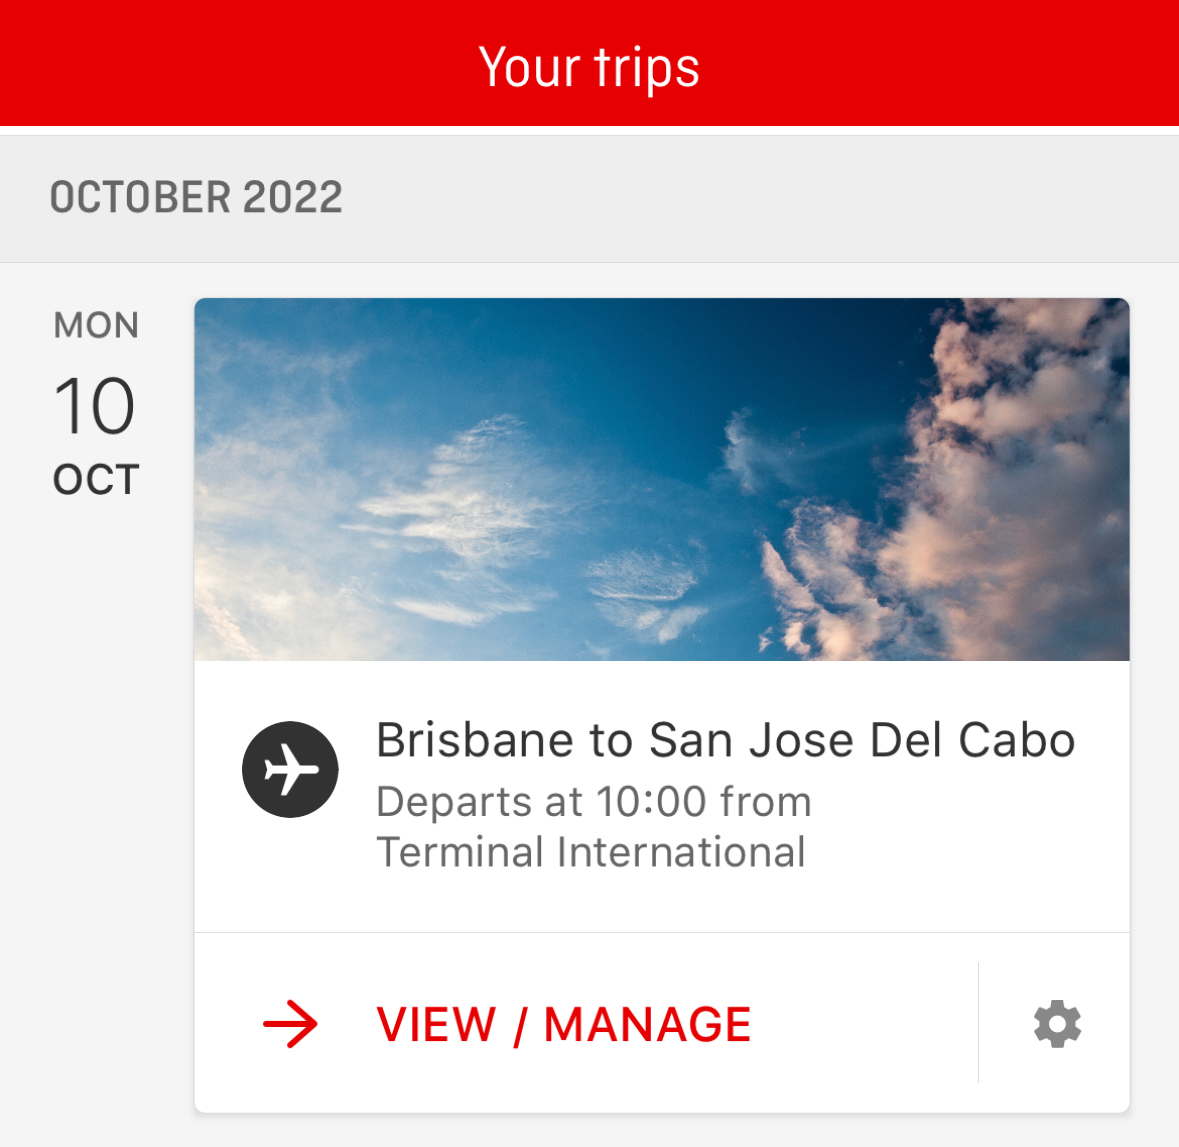 Your trips
OCTOBER 2022
MON
10
OCT
Brisbane to San Jose Del Cabo
Departs at 10:00 from
Terminal International
VIEW / MANAGE